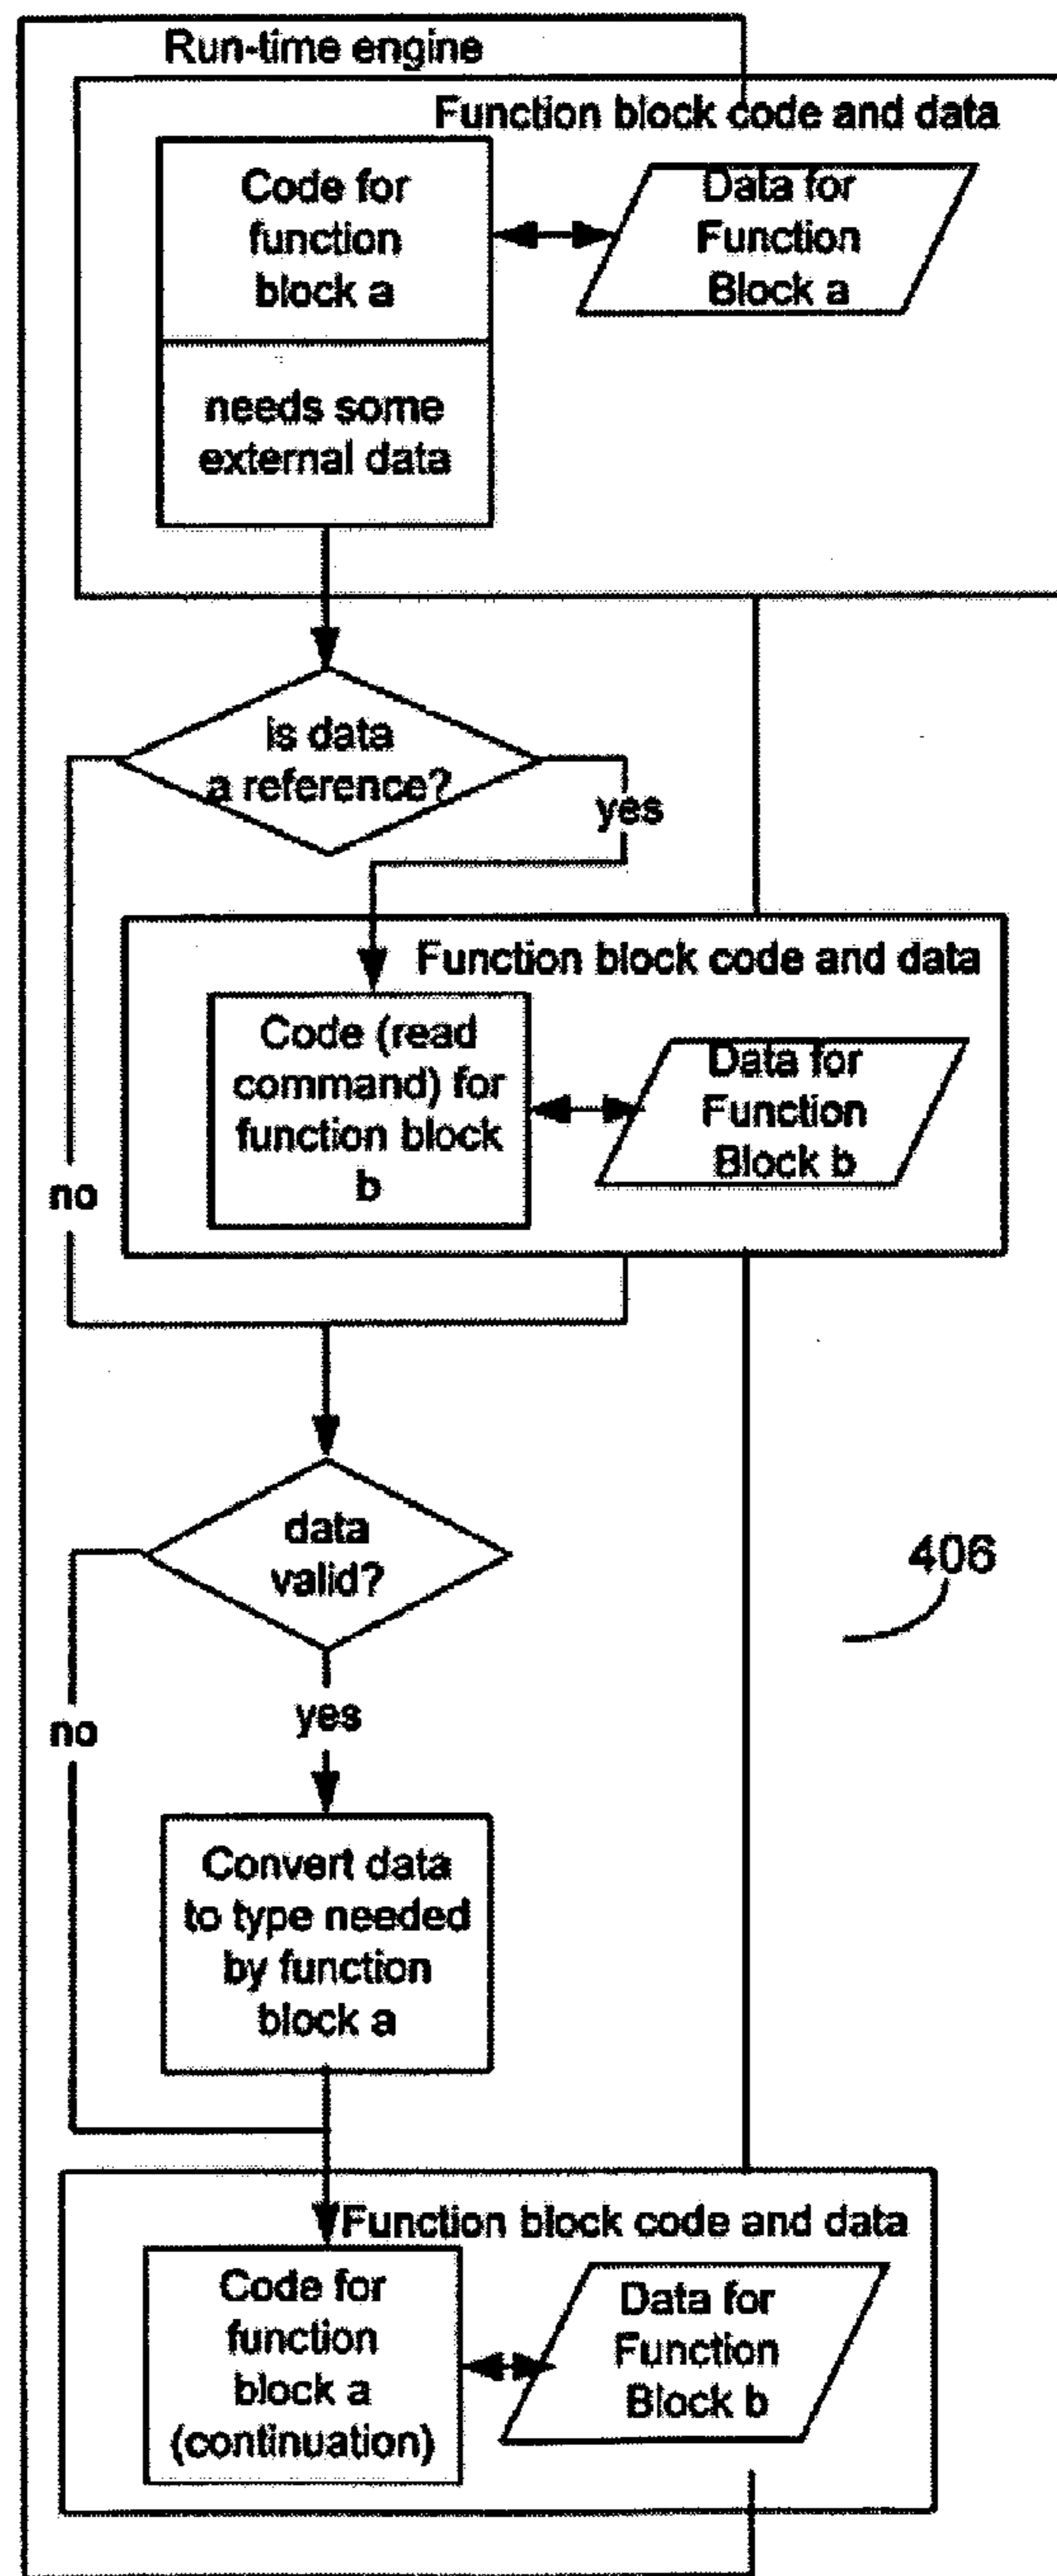 Run-time engine
Function block code and data
Code for
function
block a
Data for
Function
Block a
needs some
external data
is data
a reference?
yes
Function block code and data
Code (read
command) for
function block
b
Data for
Function
Block b
no
data
valid?
406
yes
no
Convert data
to type needed
by function
block a
Function block code and data
Code for
function
block a
(continuation)
Data for
Function
Block b